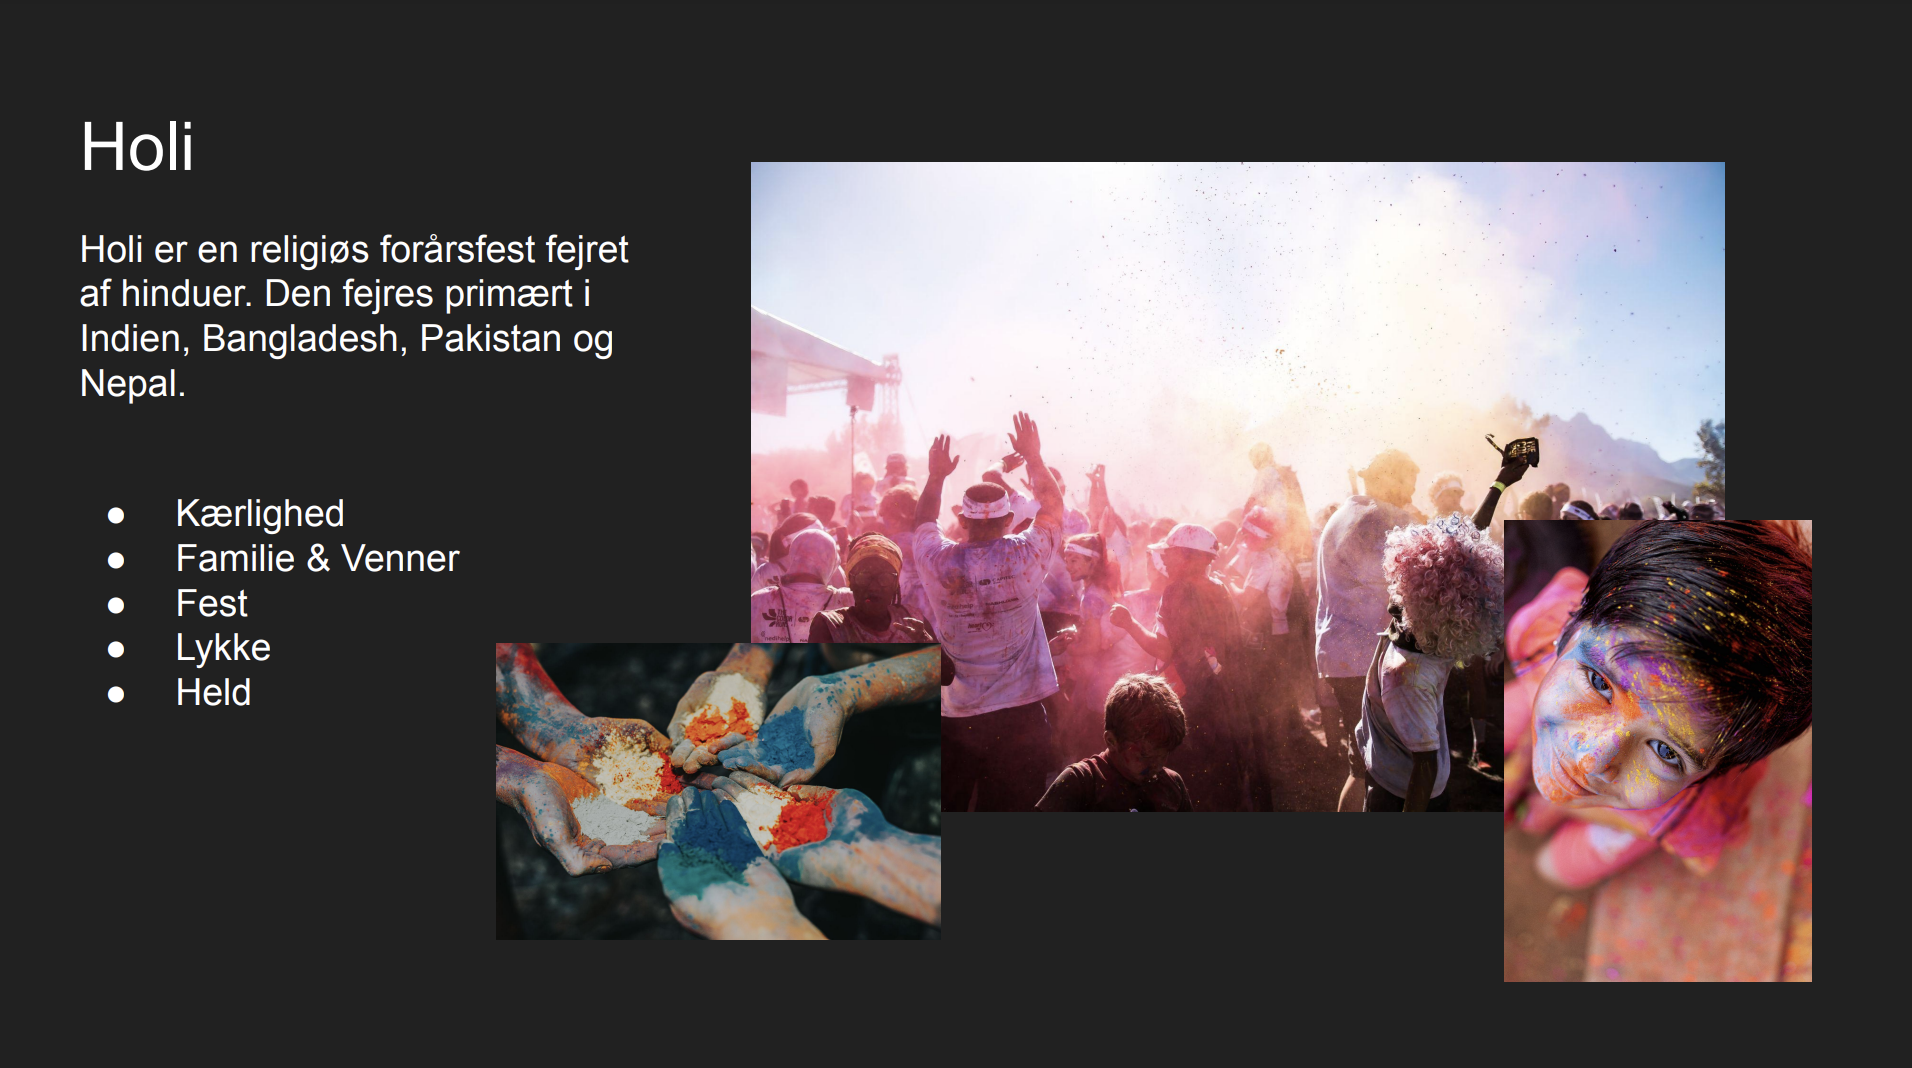 Holi
Holi er en religiøs forårsfest fejret
af hinduer. Den fejres primært i
Indien, Bangladesh, Pakistan og
Nepal.
● Kærlighed
● Familie & Venner
● Fest
● Lykke
● Held